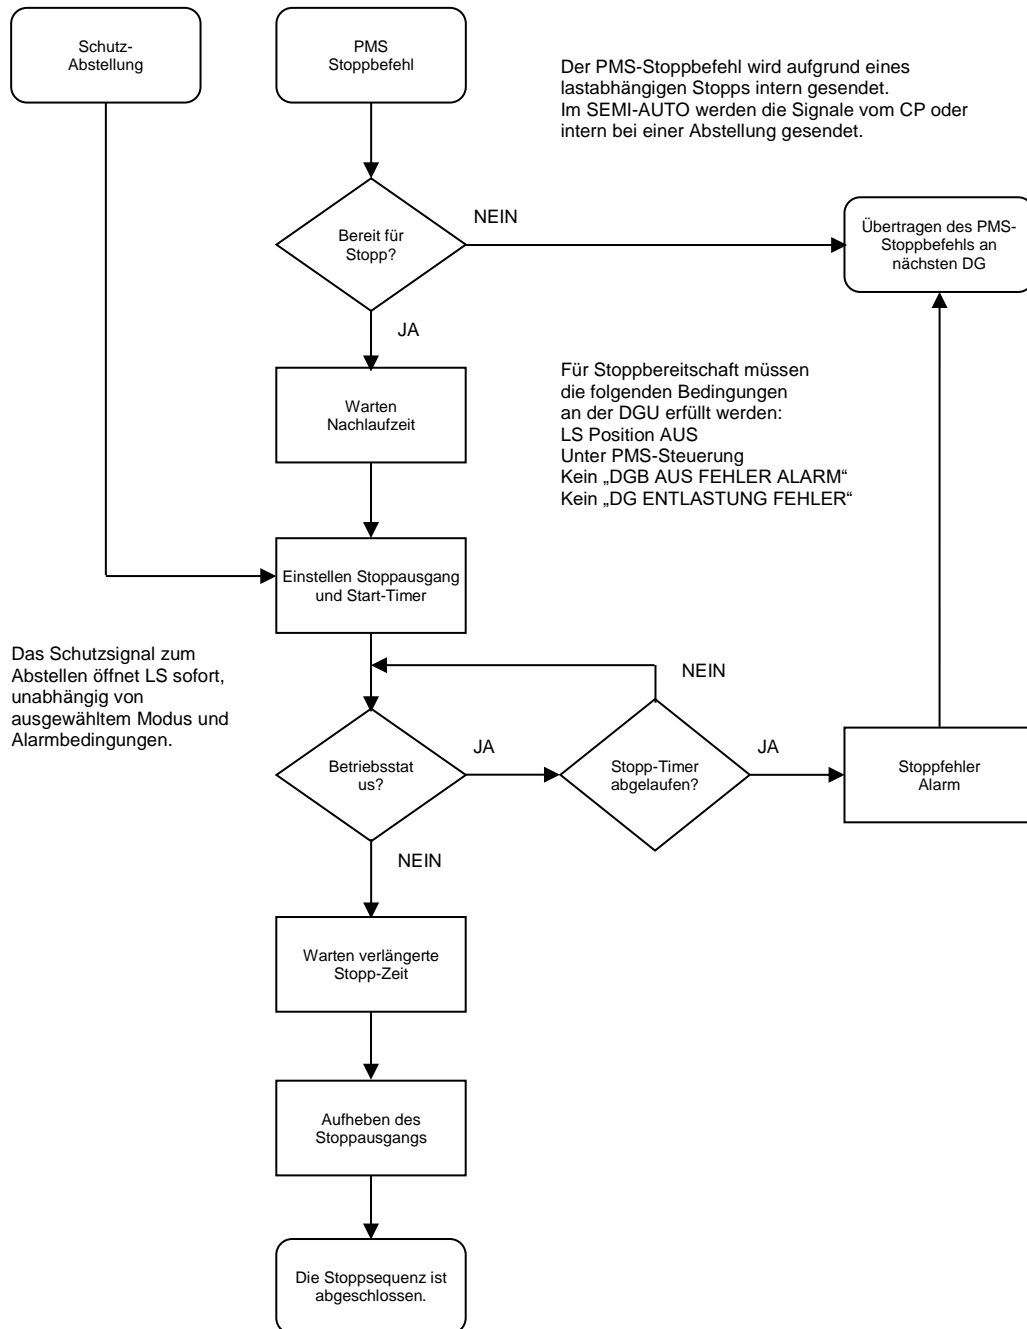 Schutz-
Abstellung
PMS
Stoppbefehl
Der PMS-Stoppbefehl wird aufgrund eines
lastabhängigen Stopps intern gesendet.
Im SEMI-AUTO werden die Signale vom CP oder
intern bei einer Abstellung gesendet.
Bereit für
Stopp?
NEIN
Übertragen des PMS-
Stoppbefehls an
nächsten DG
JA
Warten
Nachlaufzeit
Für Stoppbereitschaft müssen
die folgenden Bedingungen
an der DGU erfüllt werden:
LS Position AUS
Unter PMS-Steuerung
Kein „DGB AUS FEHLER ALARM“
Kein „DG ENTLASTUNG FEHLER“
Einstellen Stoppausgang
und Start-Timer
Das Schutzsignal zum
Abstellen öffnet LS sofort,
unabhängig von
ausgewähltem Modus und
Alarmbedingungen.
NEIN
Betriebsstat
us?
JA
Stopp-Timer
abgelaufen?
JA
Stoppfehler
Alarm
NEIN
Warten verlängerte
Stopp-Zeit
Aufheben des
Stoppausgangs
Die Stoppsequenz ist
abgeschlossen.